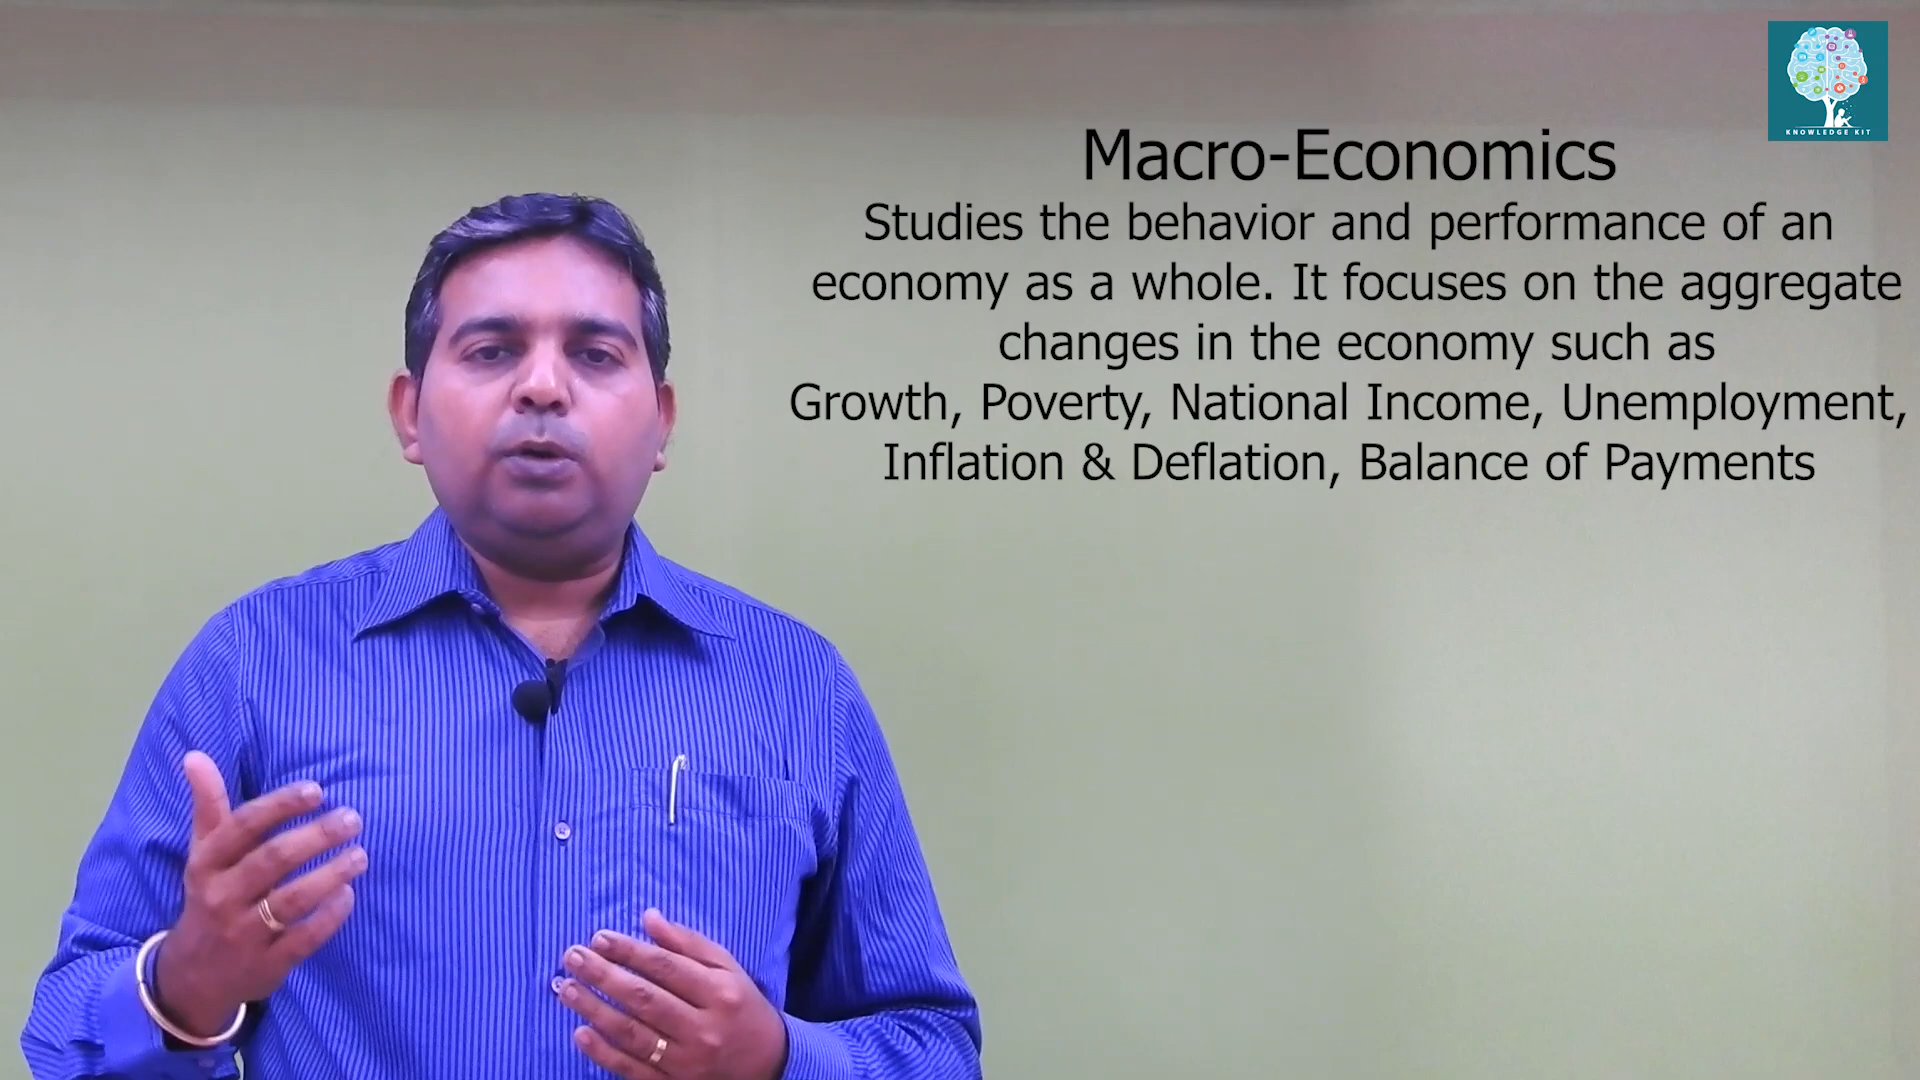 KNOWLEDGE KIT
Macro-Economics
Studies the behavior and performance of an
economy as a whole. It focuses on the aggregate
changes in the economy such as
Growth, Poverty, National Income, Unemployment,
Inflation & Deflation, Balance of Payments